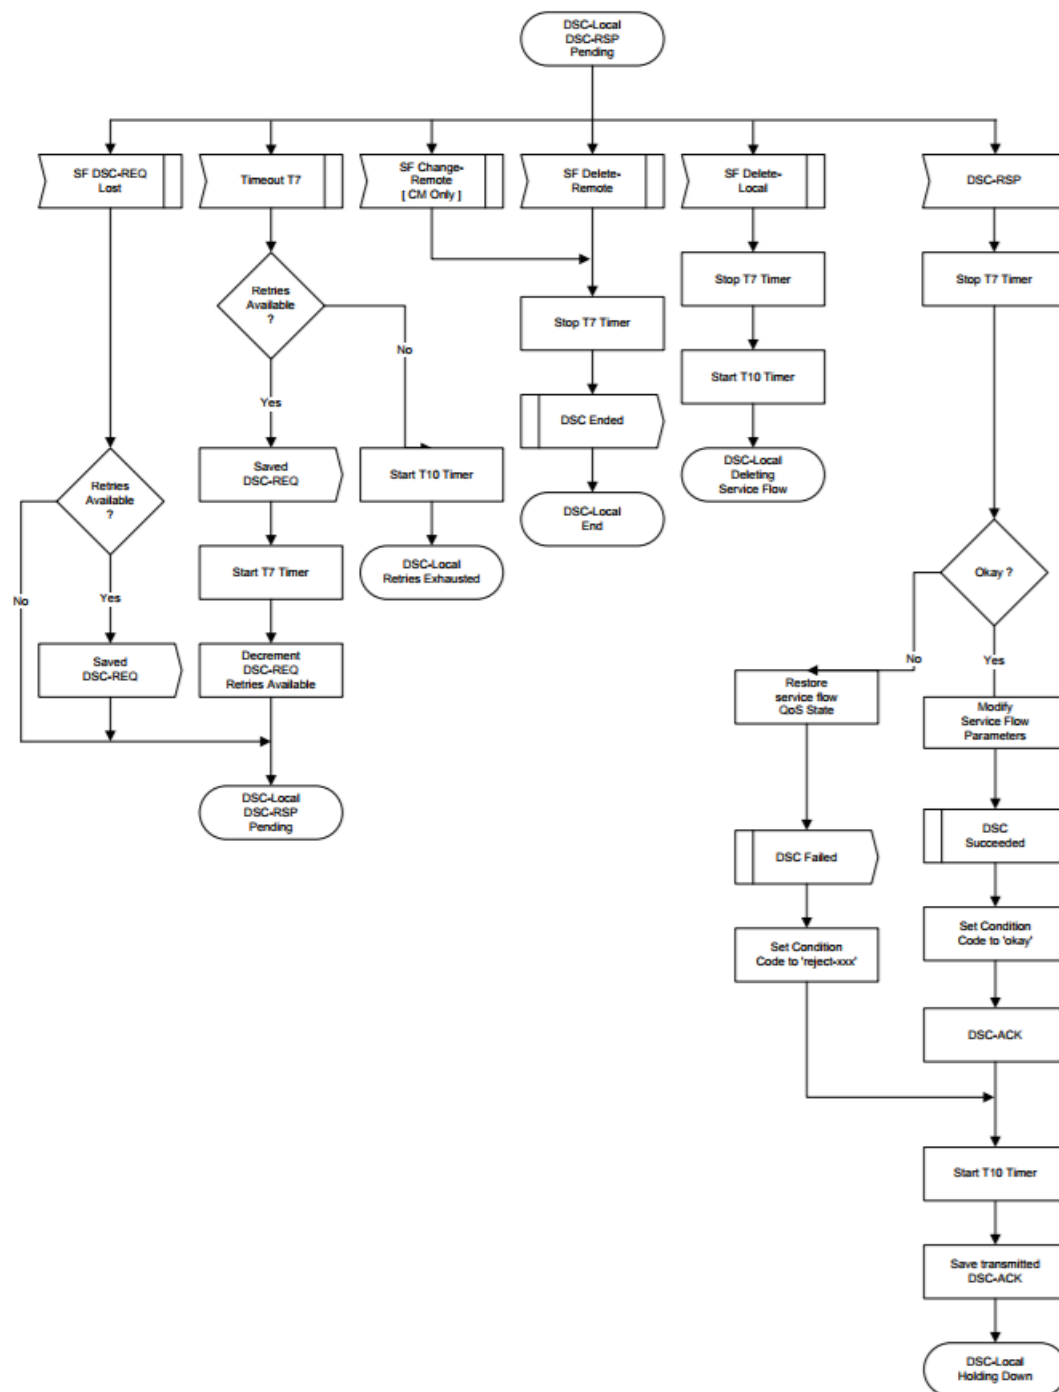 DSC-Local
DSC-RSP
Pending
SF DSC-REQ
Lost
Timeout T7
SF Change-
Remote
[ CM Only ]
SF Delete-
Remote
SF Delete-
Local
DSC-RSP
Retries
Available
?
No
Yes
Stop T7 Timer
Stop T7 Timer
Stop T7 Timer
Start T10 Timer
DSC Ended
DSC-Local
End
DSC-Local
Deleting
Service Flow
Saved
DSC-REQ
Start T10 Timer
DSC-Local
Retries Exhausted
Retries
Available
?
No
Yes
Start T7 Timer
Saved
DSC-REQ
Decrement
DSC-REQ
Retries Available
DSC-Local
DSC-RSP
Pending
Okay ?
No
Yes
Restore
service flow
QoS State
Modify
Service Flow
Parameters
DSC Failed
DSC
Succeeded
Set Condition
Code to 'reject-xxx'
Set Condition
Code to 'okay'
DSC-ACK
Start T10 Timer
Save transmitted
DSC-ACK
DSC-Local
Holding Down